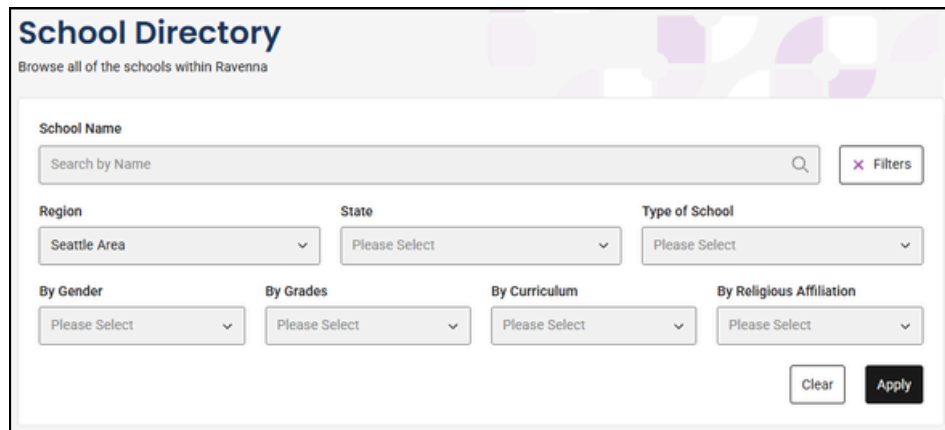 School Directory
Browse all of the schools within Ravenna
School Name
Search by Name
Filters
Region State Type of School
Seattle Area Please Select Please Select
By Gender By Grades By Curriculum By Religious Affiliation
Please Select Please Select Please Select Please Select
Clear Apply